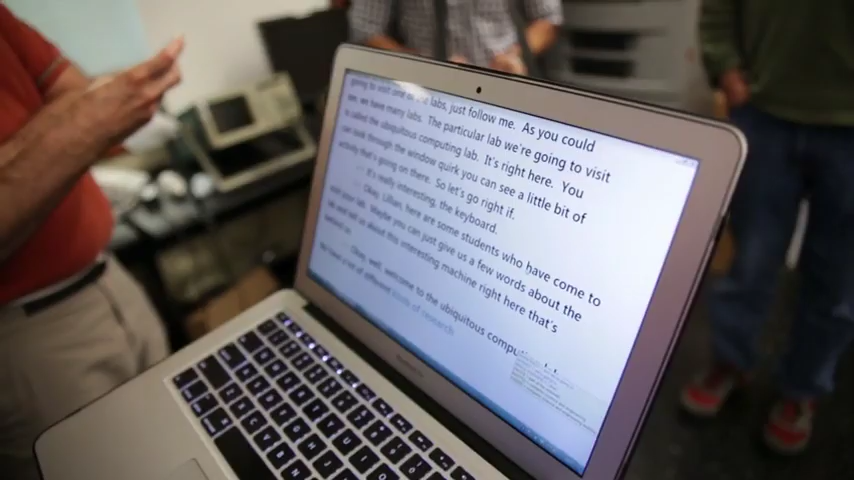 going to visit one of the labs, just follow me. As you could
see, we have many labs. The particular lab we're going to visit
is called the ubiquitous computing lab. It's right here. You
can look through the window quirk you can see a little bit of
activity that's going on there. So let's go right if.
It's really interesting, the keyboard.
Okay, Lillian, here are some students who have come to
visit your lab. Maybe you can just give us a few words about the
lab and tell us about this interesting machine right here that's
behind us.
Okay, well, welcome to the ubiquitous computing lab.
We have a lot of different kinds of research